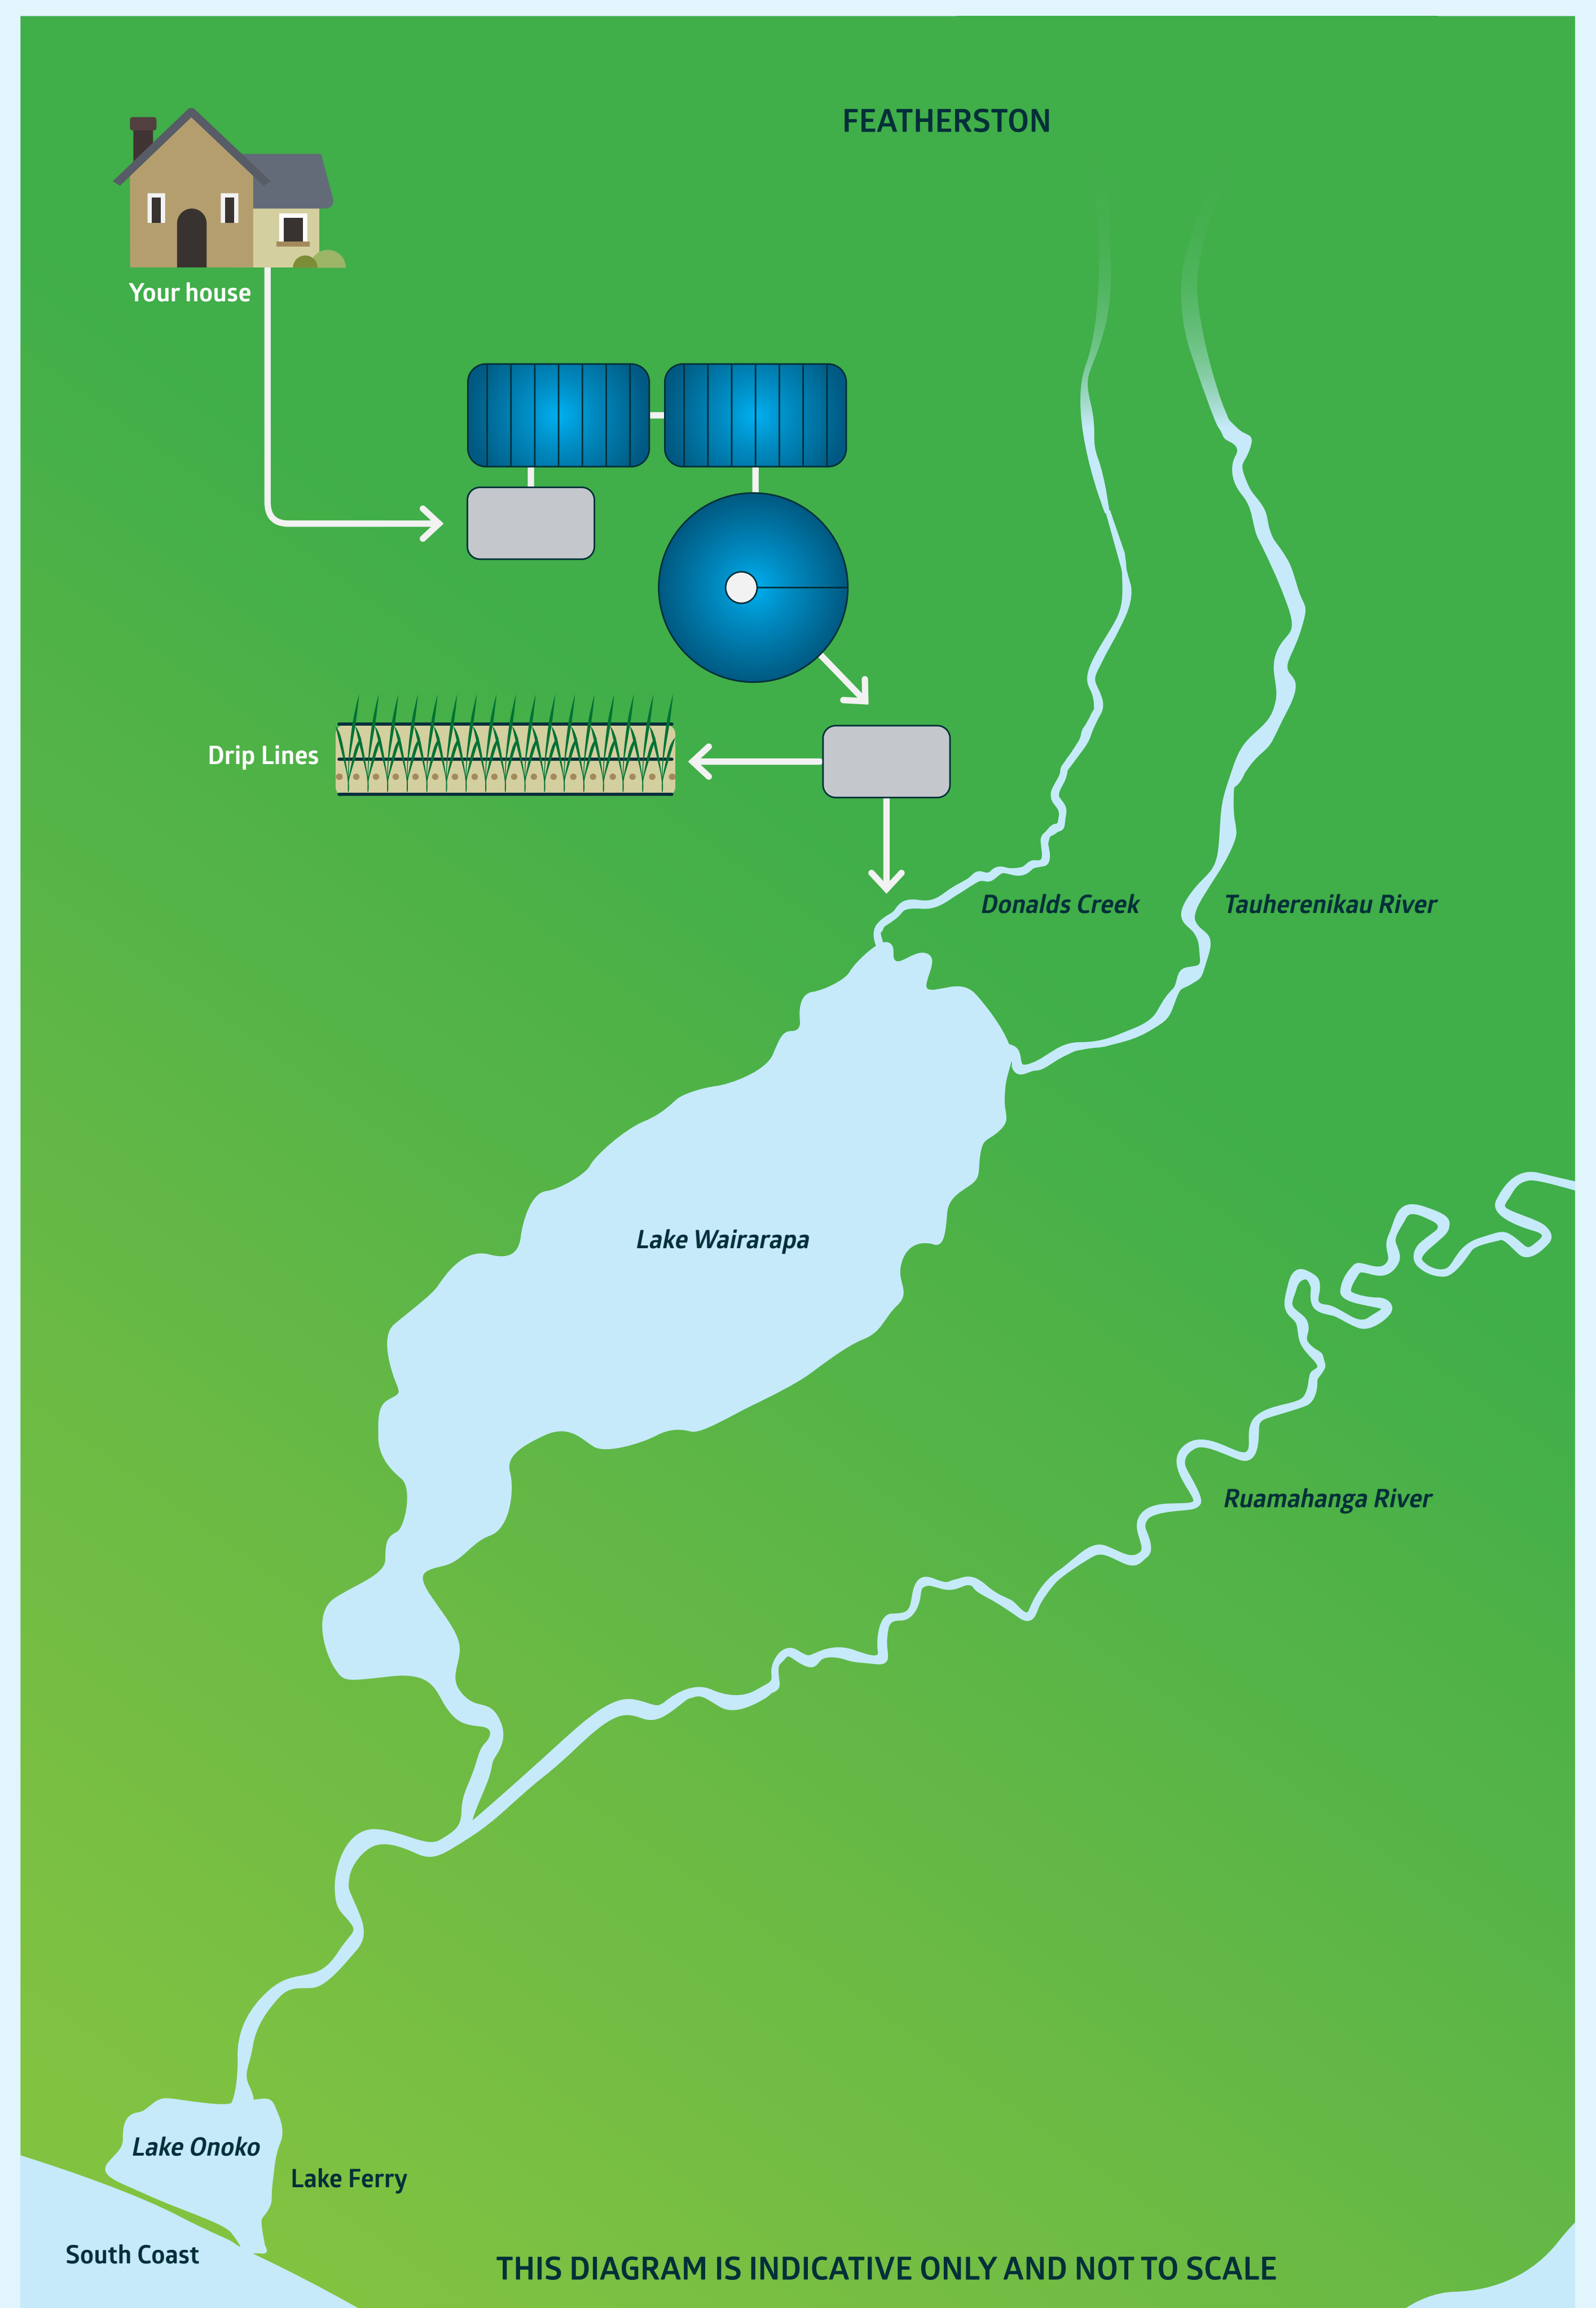 FEATHERSTON
Your house
Drip Lines
Donalds Creek
Tauherenikau River
Lake Wairarapa
Ruamahanga River
Lake Onoko
Lake Ferry
South Coast
THIS DIAGRAM IS INDICATIVE ONLY AND NOT TO SCALE